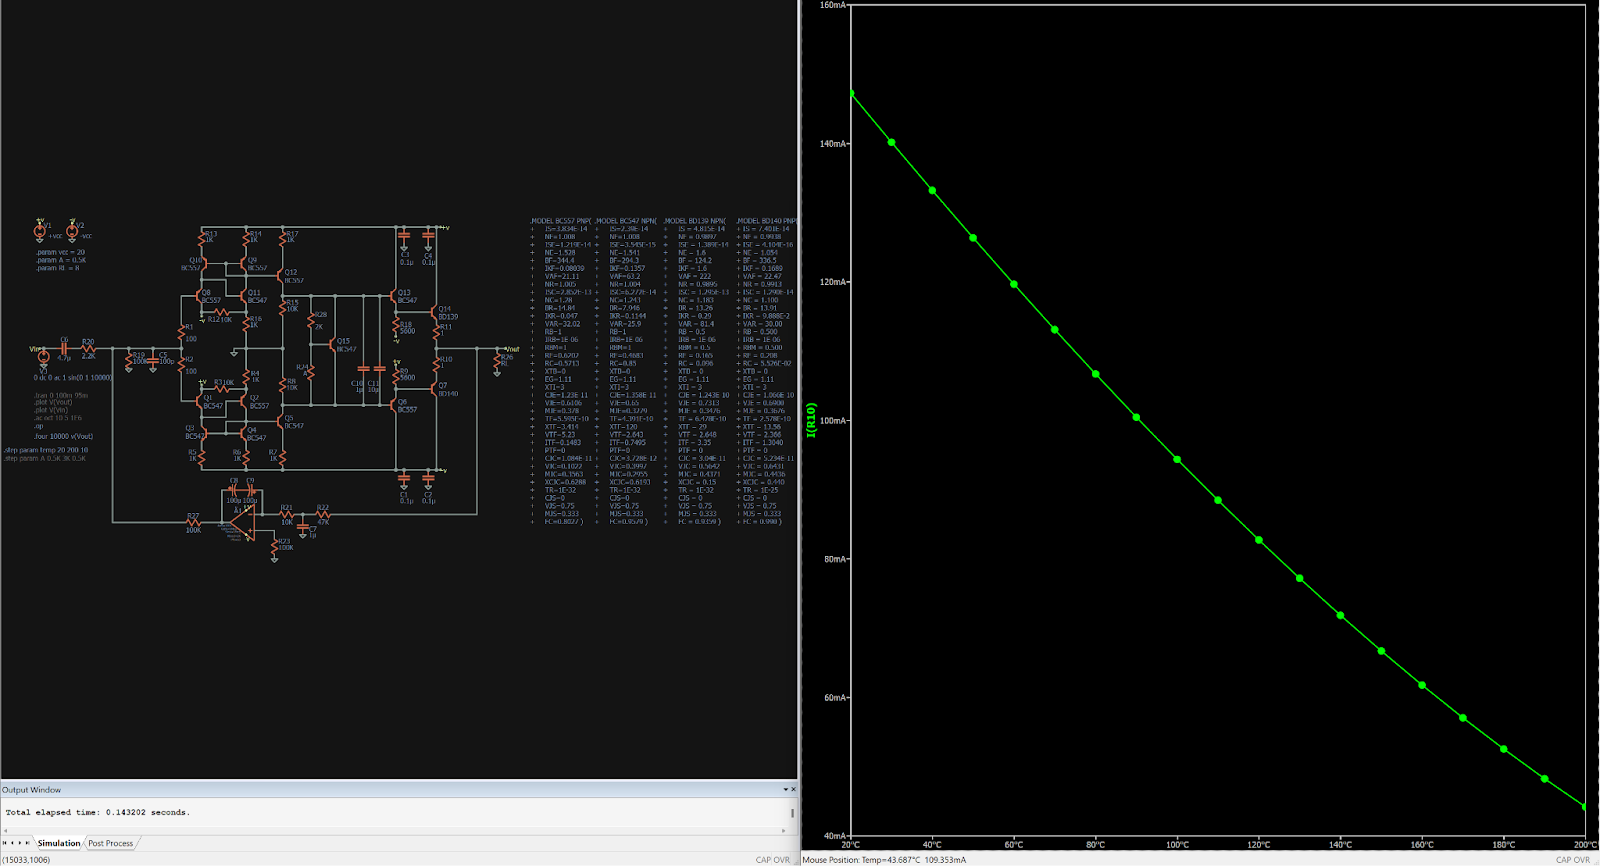 +v
V1
+vcc
-v
V2
-vcc
.param vcc = 20
.param A = 0.5K
.param RL = 8
R13
1K
R14
1K
R17
1K
+v
C3
0.1µ
C4
0.1µ
Q10
BC557
Q9
BC557
Q12
BC557
Q8
BC557
Q11
BC547
R15
10K
Q13
BC547
Q14
BD139
R12 10K
-v
R16
1K
R28
2K
R18
5600
-v
R11
1
R1
100
Vin
C6
4.7µ
R20
2.2K
R19
100K
C5
100p
R2
100
Q15
BC547
Vout
R26
RL
V3
0 dc 0 ac 1 sin(0 1 10000)
+v
R3 10K
R4
1K
R8
10K
R24
A
C10
1µ
C11
10µ
+v
R9
5600
R10
1
Q7
BD140
.tran 0 100m 95m
.plot V(Vout)
.plot V(Vin)
.op
.four 10000 v(Vout)
Q1
BC547
Q2
BC557
Q5
BC547
Q6
BC557
Q3
BC547
Q4
BC547
.step param temp 20 200 10
.step param A 0.5K 3K 0.5K
R5
1K
R6
1K
R7
1K
-v
C1
0.1µ
C2
0.1µ
C8
100µ
C9
100µ
R27
100K
R21
10K
R22
47K
C7
1µ
R23
100K
.MODEL BC557 PNP(
+ IS=3.834E-14
+ NF=1.008
+ NE=1.528
+ BF=344.4
+ IKF=0.08039
+ VAF=21.11
+ NR=1.005
+ NC=1.28
+ BR=14.84
+ IKR=0.047
+ VAR=32.02
+ RB=1
+ IRB=1E-06
+ RBM=1
+ RE=0.6202
+ RC=0.5713
+ XTB=0
+ EG=1.11
+ XTI=3
+ CJE=1.23E-11
+ VJE=0.6106
+ MJE=0.378
+ TF=5.595E-10
+ XTF=3.414
+ VTF=5.23
+ ITF=0.1483
+ PTF=0
+ CJC=1.084E-11
+ VJC=0.1022
+ MJC=0.3563
+ XCJC=0.6288
+ TR=1E-32
+ CJS=0
+ VJS=0.75
+ MJS=0.333
+ FC=0.8027 )
.MODEL BC547 NPN(
+ IS=2.39E-14
+ NF=1.008
+ ISE=3.545E-15
+ NE=1.541
+ BF=294.3
+ IKF=0.1357
+ VAF=63.2
+ NR=1.004
+ ISC=6.272E-14
+ NC=1.243
+ BR=7.946
+ IKR=0.1144
+ VAR=25.9
+ RB=1
+ IRB=1E-06
+ RBM=1
+ RE=0.4683
+ RC=0.85
+ XTB=0
+ EG=1.11
+ XTI=3
+ CJE=1.358E-11
+ VJE=0.65
+ MJE=0.3279
+ TF=4.391E-10
+ XTF=120
+ VTF=2.643
+ ITF=0.7495
+ PTF=0
+ CJC=3.728E-12
+ VJC=0.3997
+ MJC=0.2955
+ XCJC=0.6193
+ TR=1E-32
+ CJS=0
+ VJS=0.75
+ MJS=0.333
+ FC=0.9579 )
.MODEL BD139 NPN(
+ IS = 4.815E-14
+ NF = 0.9897
+ ISE = 1.389E-14
+ NE = 1.6
+ BF = 124.2
+ IKF = 1.6
+ VAF = 222
+ NR = 0.9895
+ ISC = 1.295E-13
+ NC = 1.183
+ BR = 13.26
+ IKR = 0.29
+ VAR = 81.4
+ RB = 0.5
+ IRB = 1E-06
+ RBM = 0.5
+ RE = 0.165
+ RC = 0.096
+ XTB = 0
+ EG = 1.11
+ XTI = 3
+ CJE = 1.243E-10
+ VJE = 0.7313
+ MJE = 0.3476
+ TF = 6.478E-10
+ XTF = 29
+ VTF = 2.648
+ ITF = 3.35
+ PTF = 0
+ CJC = 3.04E-11
+ VJC = 0.5642
+ MJC = 0.4371
+ XCJC = 0.15
+ TR = 1E-32
+ CJS = 0
+ VJS = 0.75
+ MJS = 0.333
+ FC = 0.9359 )
.MODEL BD140 PNP(
+ IS = 7.401E-14
+ NF = 0.9938
+ ISE = 4.104E-16
+ NE = 1.054
+ BF = 336.5
+ IKF = 0.1689
+ VAF = 22.47
+ NR = 0.9913
+ ISC = 1.290E-14
+ NC = 1.100
+ BR = 13.91
+ IKR = 9.888E-2
+ VAR = 30.00
+ RB = 0.500
+ IRB = 1E-06
+ RBM = 0.500
+ RE = 0.208
+ RC = 5.526E-02
+ XTB = 0
+ EG = 1.11
+ XTI = 3
+ CJE = 1.066E-10
+ VJE = 0.6900
+ MJE = 0.3676
+ TF = 2.578E-10
+ XTF = 13.56
+ VTF = 2.366
+ ITF = 1.3040
+ PTF = 0
+ CJC = 5.234E-11
+ VJC = 0.6431
+ MJC = 0.4436
+ XCJC = 0.440
+ TR = 1E-25
+ CJS = 0
+ VJS = 0.75
+ MJS = 0.333
+ FC = 0.990 )
Output Window
Total elapsed time: 0.143202 seconds.
Simulation
Post Process
(15033,1006)
CAP OVR
160mA
140mA
120mA
100mA
80mA
60mA
40mA
I(R10)
20°C
40°C
60°C
80°C
100°C
120°C
140°C
160°C
180°C
200°C
Mouse Position: Temp=43.687°C 109.353mA
CAP OVR